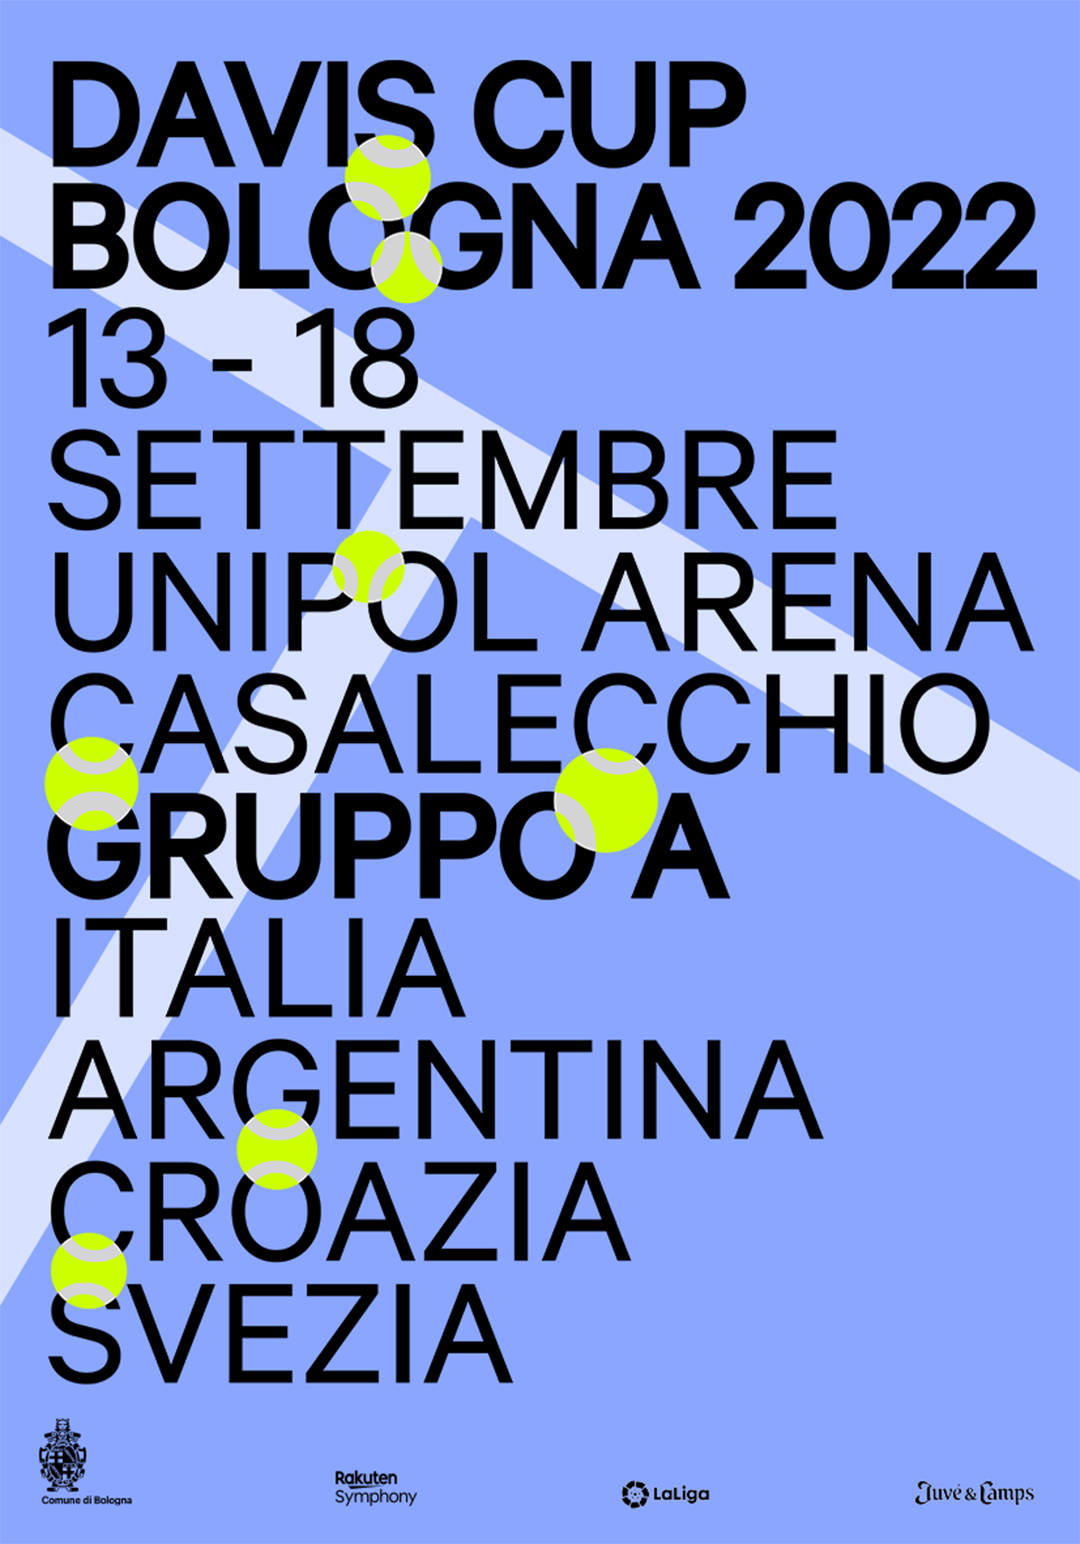 DAVIS CUP
BOLOGNA 2022
13 - 18
SETTEMBRE
UNIPOL ARENA
CASALECCHIO
GRUPPO A
ITALIA
ARGENTINA
CROAZIA
SVEZIA
Comune di Bologna
Rakuten
Symphony
LaLiga
Juvé & Camps